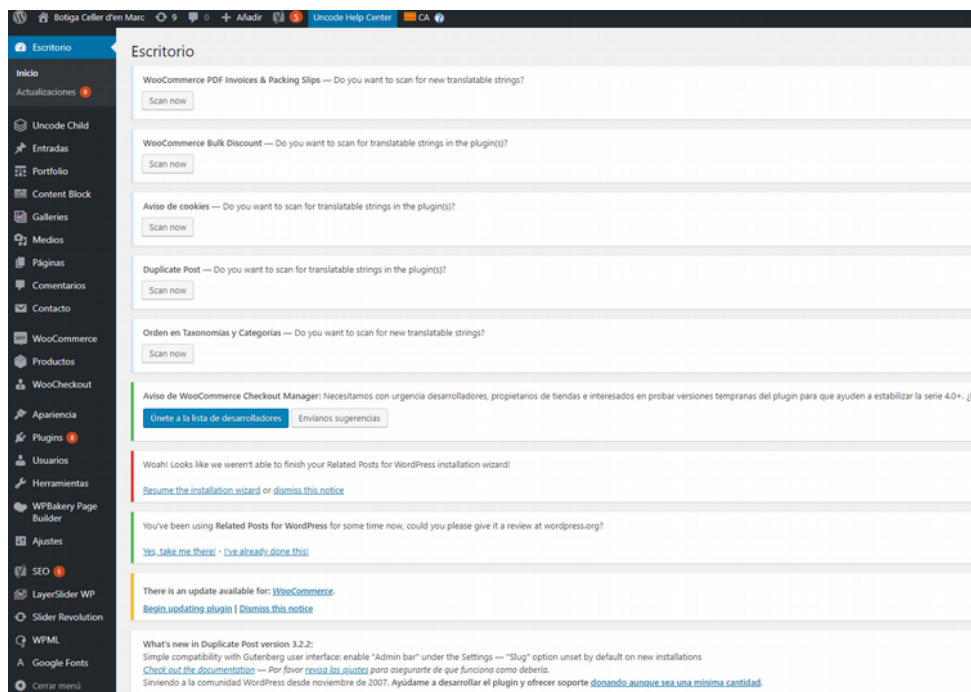 Botiga Celler d'en Marc 9 0 + Añadir 5 Uncode Help Center CA
Escritorio
Inicio
Actualizaciones 9
Uncode Child
Entradas
Portfolio
Content Block
Galleries
Medios
Páginas
Comentarios
Contacto
WooCommerce
Productos
WooCheckout
Apariencia
Plugins
Usuarios
Herramientas
WPBakery Page
Builder
Ajustes
SEO 5
LayerSlider WP
Slider Revolution
WPML
A Google Fonts
Cerrar menú
Escritorio
WooCommerce PDF Invoices & Packing Slips — Do you want to scan for new translatable strings?
Scan now
WooCommerce Bulk Discount — Do you want to scan for translatable strings in the plugin(s)?
Scan now
Aviso de cookies — Do you want to scan for translatable strings in the plugin(s)?
Scan now
Duplicate Post — Do you want to scan for translatable strings in the plugin(s)?
Scan now
Orden en Taxonomías y Categorías — Do you want to scan for new translatable strings?
Scan now
Aviso de WooCommerce Checkout Manager: Necesitamos con urgencia desarrolladores, propietarios de tiendas e interesados en probar versiones tempranas del plugin para que ayuden a estabilizar la serie 4.0+.
Únete a la lista de desarrolladores Envíanos sugerencias
Woah! Looks like we weren't able to finish your Related Posts for WordPress installation wizard!
Resume the installation wizard or dismiss this notice
You've been using Related Posts for WordPress for some time now, could you please give it a review at wordpress.org?
Yes, take me there! - I've already done this!
There is an update available for: WooCommerce.
Begin updating plugin | Dismiss this notice
What's new in Duplicate Post version 3.2.2:
Simple compatibility with Gutenberg user interface: enable "Admin bar" under the Settings — "Slug" option unset by default on new installations
Check out the documentation — Por favor revisa los ajustes para asegurarte de que funciona como debería.
Sirviendo a la comunidad WordPress desde noviembre de 2007. Ayúdame a desarrollar el plugin y ofrecer soporte donando aunque sea una mínima cantidad.